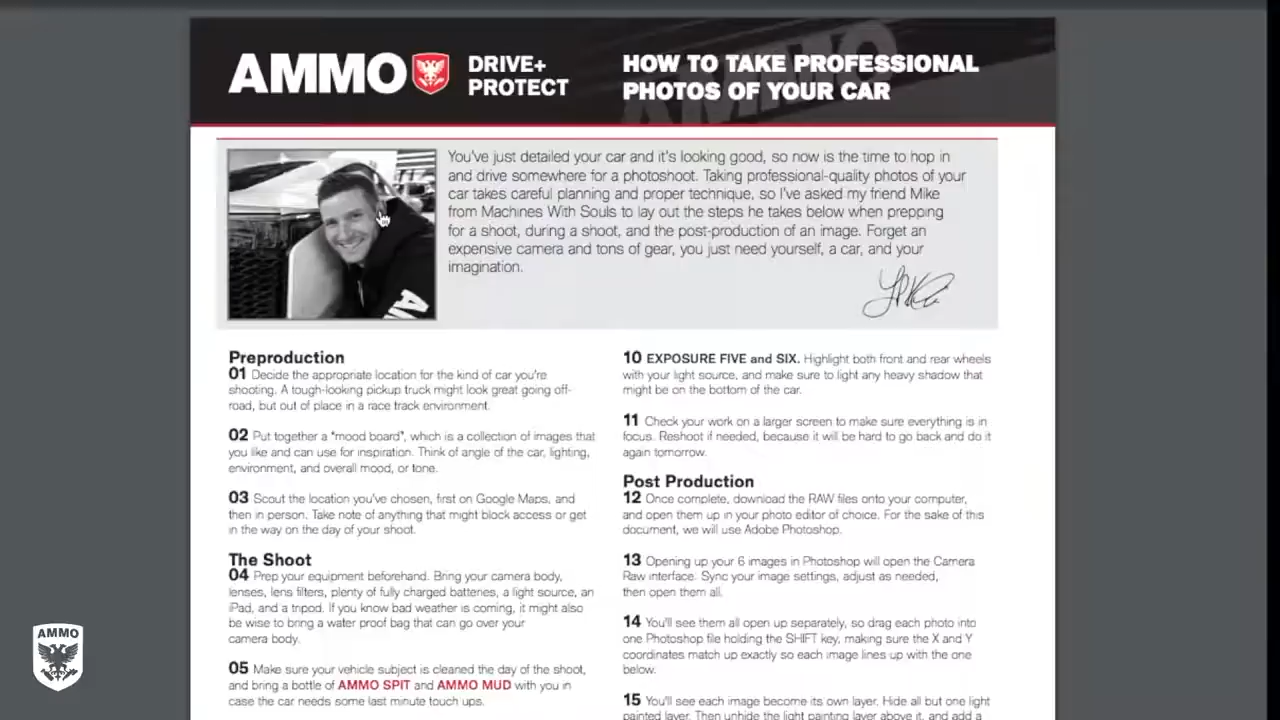 AMMO
DRIVE+
PROTECT
HOW TO TAKE PROFESSIONAL
PHOTOS OF YOUR CAR
You've just detailed your car and it's looking good, so now is the time to hop in
and drive somewhere for a photoshoot. Taking professional-quality photos of your
car takes careful planning and proper technique, so I've asked my friend Mike
from Machines With Souls to lay out the steps he takes below when prepping
for a shoot, during a shoot, and the post-production of an image. Forget an
expensive camera and tons of gear, you just need yourself, a car, and your
imagination.
Preproduction
01 Decide the appropriate location for the kind of car you're
shooting. A tough-looking pickup truck might look great going off-
road, but out of place in a race track environment.
02 Put together a "mood board", which is a collection of images that
you like and can use for inspiration. Think of angle of the car, lighting,
environment, and overall mood, or tone.
03 Scout the location you've chosen, first on Google Maps, and
then in person. Take note of anything that might block access or get
in the way on the day of your shoot.
The Shoot
04 Prep your equipment beforehand. Bring your camera body,
lenses, lens filters, plenty of fully charged batteries, a light source, an
iPad, and a tripod. If you know bad weather is coming, it might also
be wise to bring a water proof bag that can go over your
camera body.
05 Make sure your vehicle subject is cleaned the day of the shoot,
and bring a bottle of AMMO SPIT and AMMO MUD with you in
case the car needs some last minute touch ups.
10 EXPOSURE FIVE and SIX. Highlight both front and rear wheels
with your light source, and make sure to light any heavy shadow that
might be on the bottom of the car.
11 Check your work on a larger screen to make sure everything is in
focus. Reshoot if needed, because it will be hard to go back and do it
again tomorrow.
Post Production
12 Once complete, download the RAW files onto your computer,
and open them up in your photo editor of choice. For the sake of this
document, we will use Adobe Photoshop.
13 Opening up your 6 images in Photoshop will open the Camera
Raw interface. Sync your image settings, adjust as needed,
then open them all.
14 You'll see them all open up separately, so drag each photo into
one Photoshop file holding the SHIFT key, making sure the X and Y
coordinates match up exactly so each image lines up with the one
below.
15 You'll see each image become its own layer. Hide all but one light
painted layer. Then unhide the light painting layer above it, and add a
AMMO